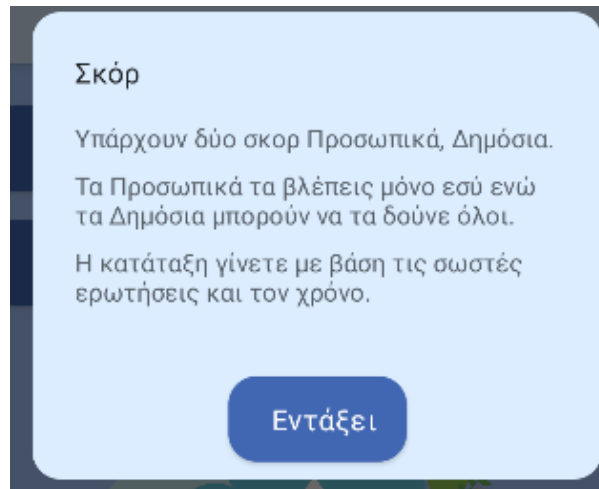 Σκόρ
Υπάρχουν δύο σκορ Προσωπικά, Δημόσια.
Τα Προσωπικά τα βλέπεις μόνο εσύ ενώ
τα Δημόσια μπορούν να τα δούνε όλοι.
Η κατάταξη γίνετε με βάση τις σωστές
ερωτήσεις και τον χρόνο.
Εντάξει